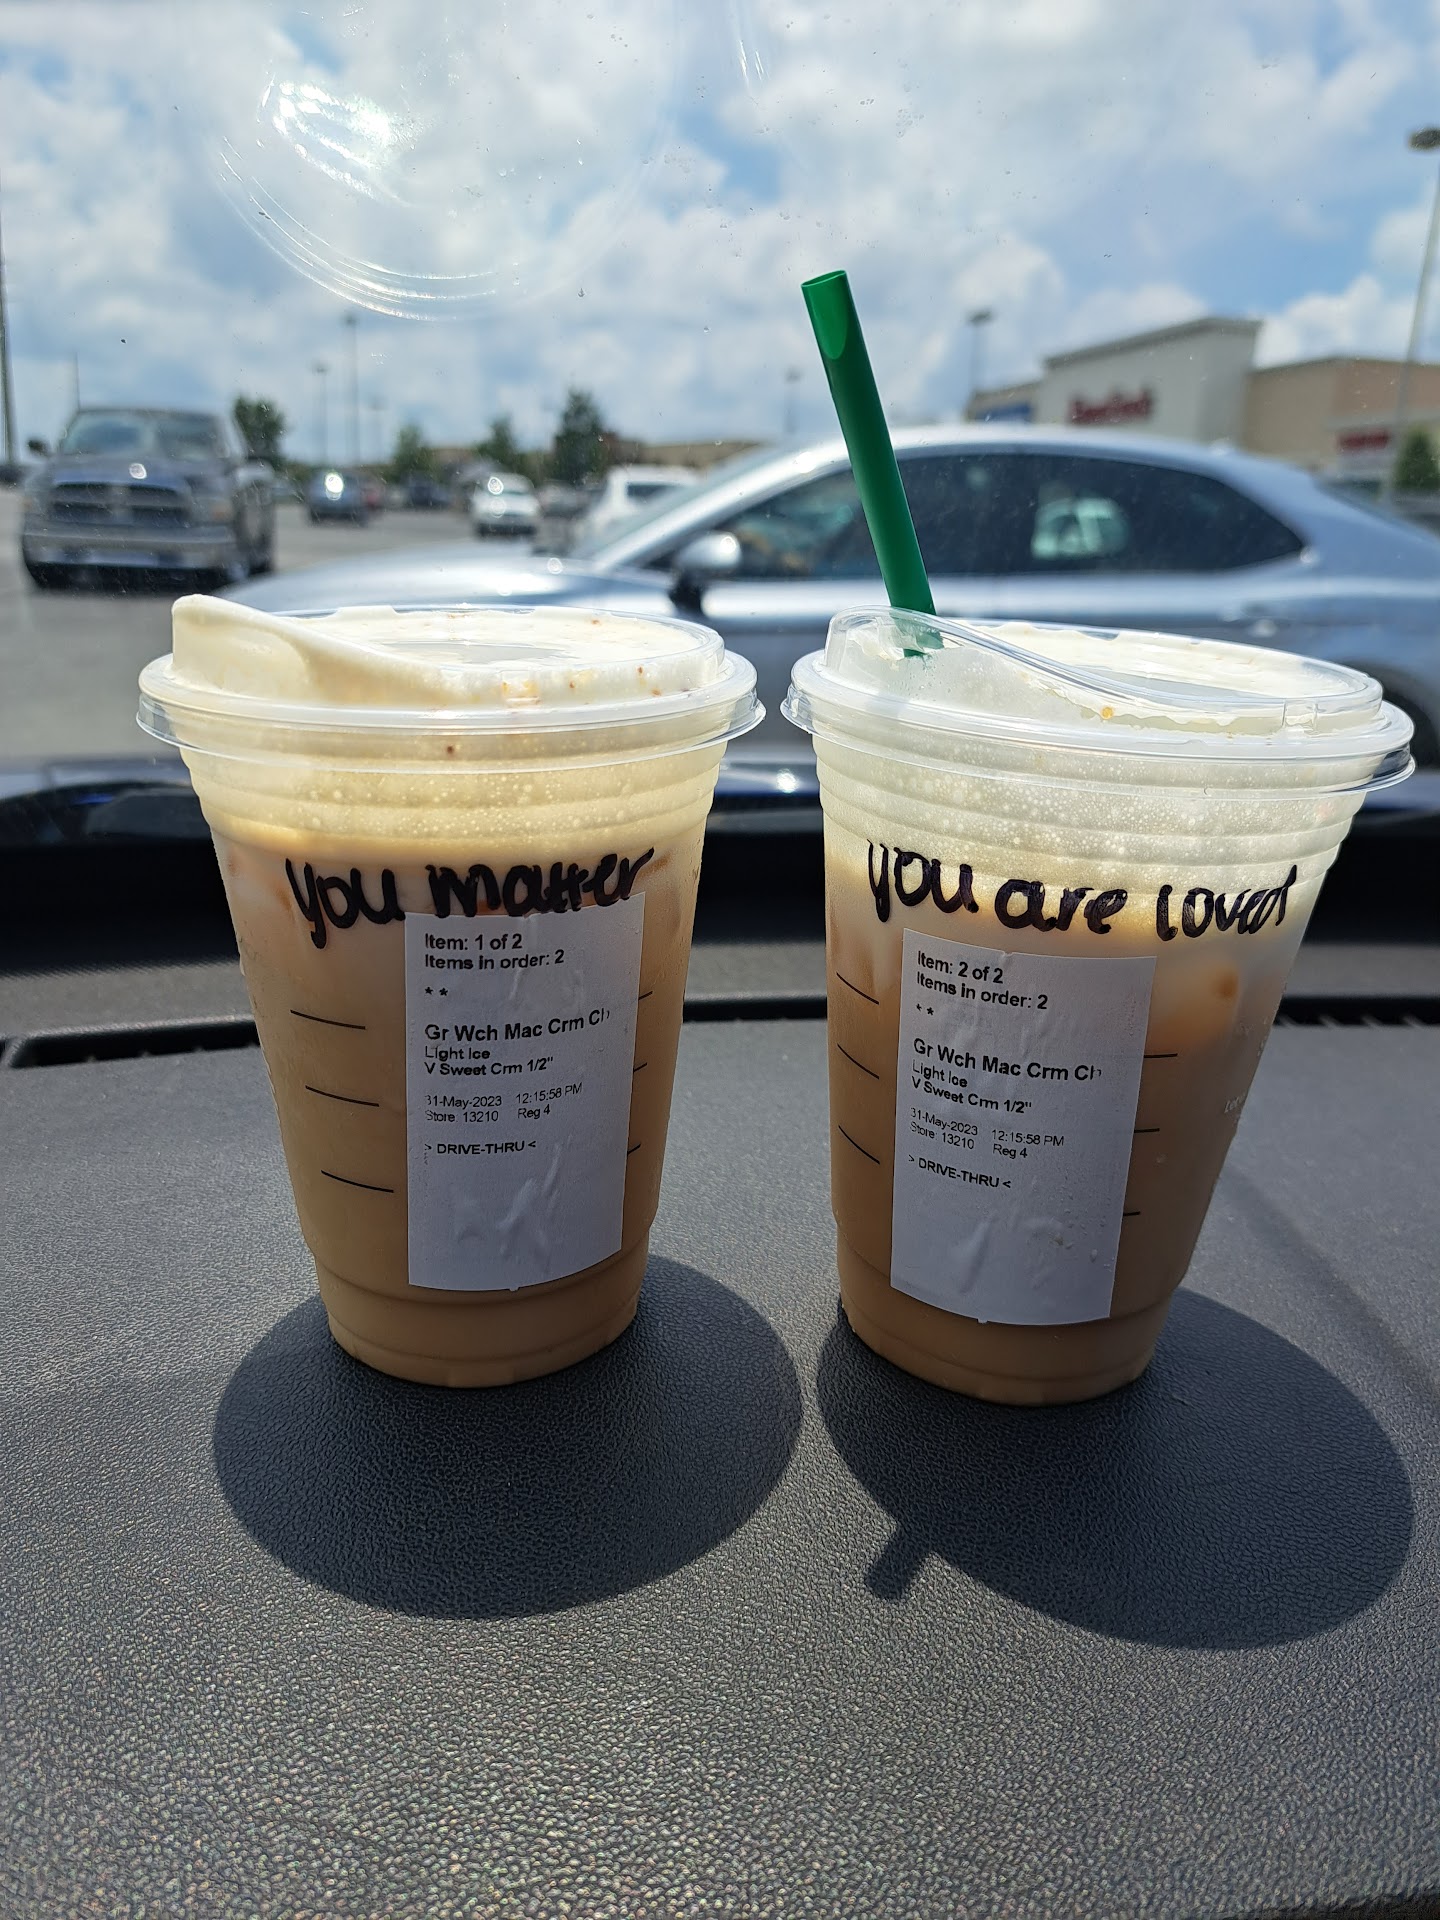 you matter
Item: 1 of 2
Items in order: 2
**
Gr Wch Mac Crm Ch
Light Ice
V Sweet Crm 1/2"
31-May-2023 12:15:58 PM
Store 13210 Reg 4
> DRIVE-THRU <
you are loved
Item: 2 of 2
Items in order: 2
**
Gr Wch Mac Crm Ch
Light Ice
V Sweet Crm 1/2"
31-May-2023 12:15:58 PM
Store 13210 Reg 4
> DRIVE-THRU <